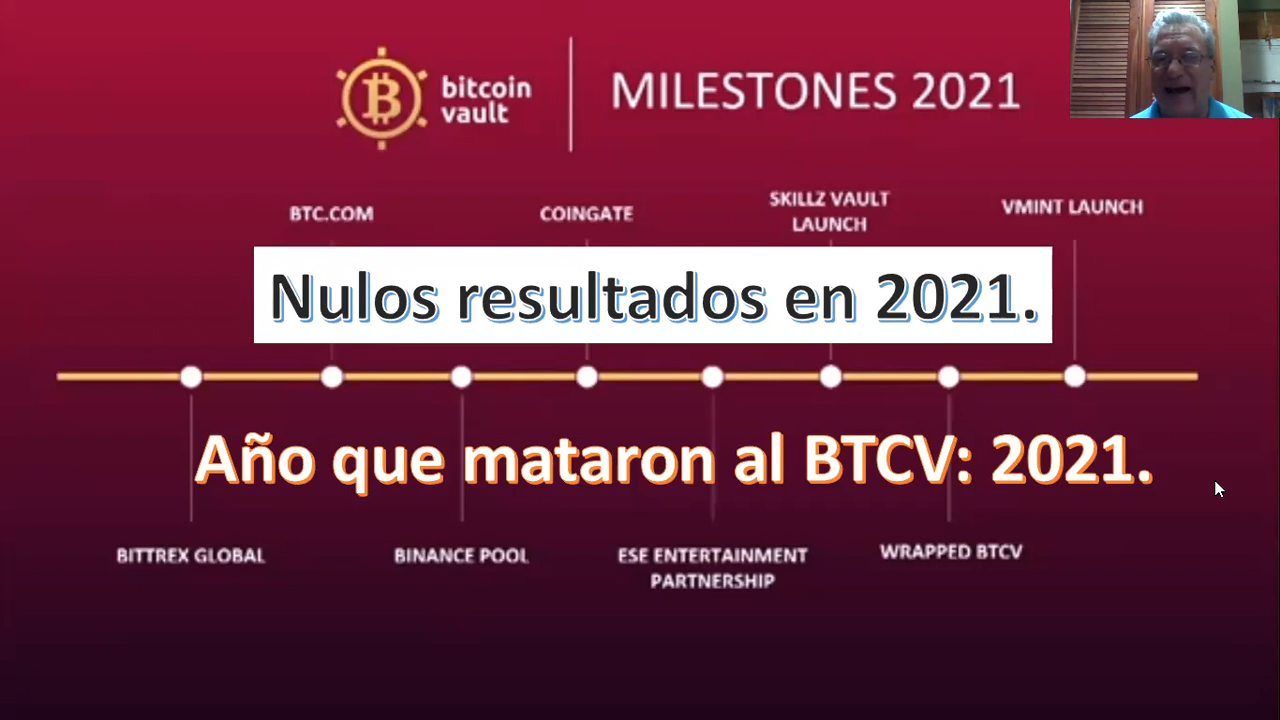 bitcoin
vault
MILESTONES 2021
BTC.COM
COINGATE
SKILLZ VAULT
LAUNCH
VMINT LAUNCH
Nulos resultados en 2021.
Año que mataron al BTCV: 2021.
BITTREX GLOBAL
BINANCE POOL
ESE ENTERTAINMENT
PARTNERSHIP
WRAPPED BTCV